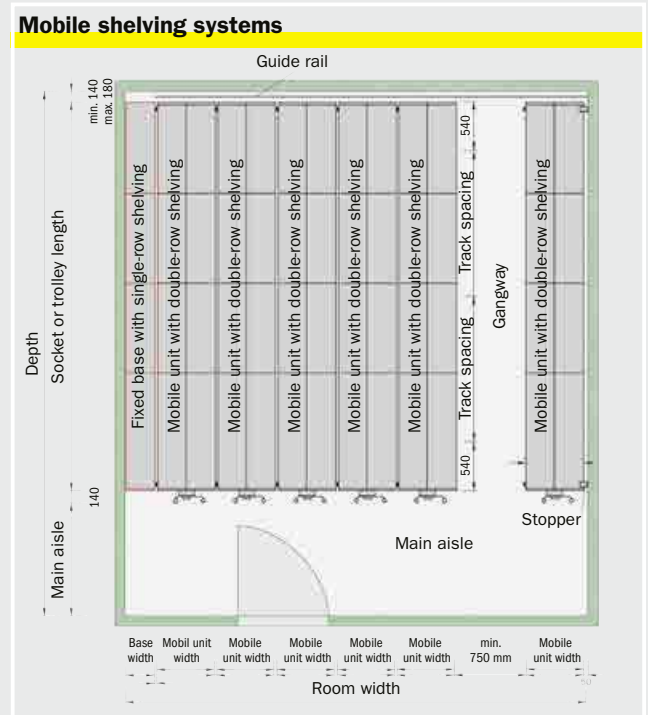 Mobile shelving systems
Guide rail
min. 140
max. 180
540
Depth
Socket or trolley length
Fixed base with single-row shelving
Mobile unit with double-row shelving
Mobile unit with double-row shelving
Mobile unit with double-row shelving
Mobile unit with double-row shelving
Mobile unit with double-row shelving
Track spacing
Track spacing
Gangway
Mobile unit with double-row shelving
540
140
Main aisle
Stopper
Main aisle
Base width
Mobil unit width
Mobile unit width
Mobile unit width
Mobile unit width
Mobile unit width
min. 750 mm
Mobile unit width
50
Room width